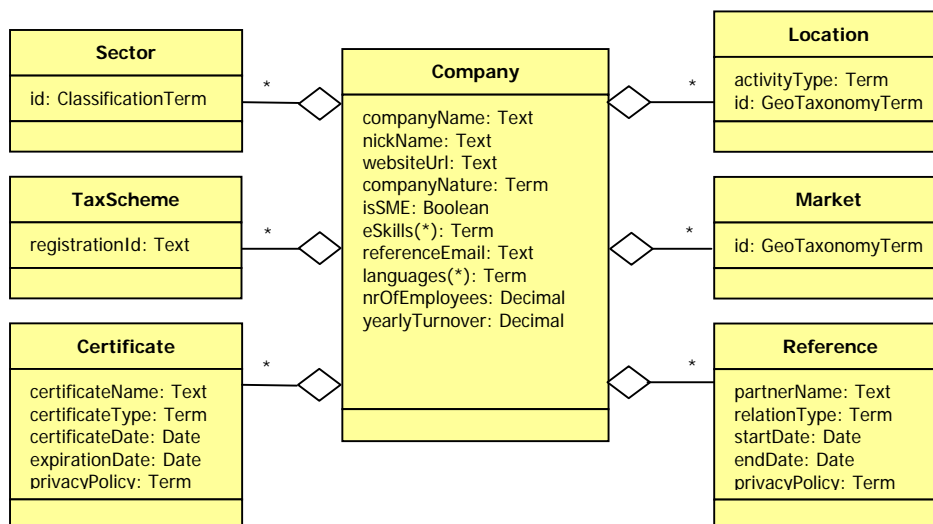 Sector
id: ClassificationTerm
*
TaxScheme
registrationId: Text
*
Certificate
certificateName: Text
certificateType: Term
certificateDate: Date
expirationDate: Date
privacyPolicy: Term
*
Company
companyName: Text
nickName: Text
websiteUrl: Text
companyNature: Term
isSME: Boolean
eSkills(*): Term
referenceEmail: Text
languages(*): Term
nrOfEmployees: Decimal
yearlyTurnover: Decimal
Location
activityType: Term
id: GeoTaxonomyTerm
*
Market
id: GeoTaxonomyTerm
*
Reference
partnerName: Text
relationType: Term
startDate: Date
endDate: Date
privacyPolicy: Term
*